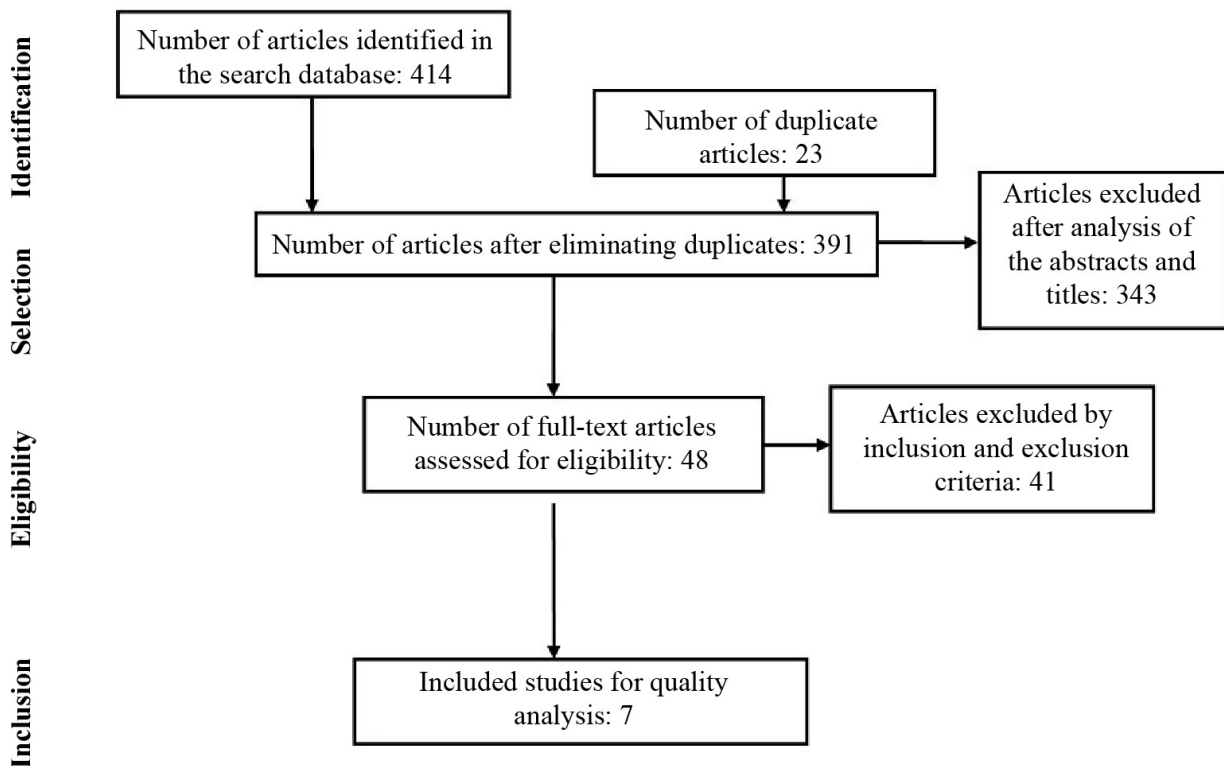 Identification
Number of articles identified in
the search database: 414
Number of duplicate
articles: 23
Selection
Number of articles after eliminating duplicates: 391
Articles excluded
after analysis of
the abstracts and
titles: 343
Eligibility
Number of full-text articles
assessed for eligibility: 48
Articles excluded by
inclusion and exclusion
criteria: 41
Inclusion
Included studies for quality
analysis: 7